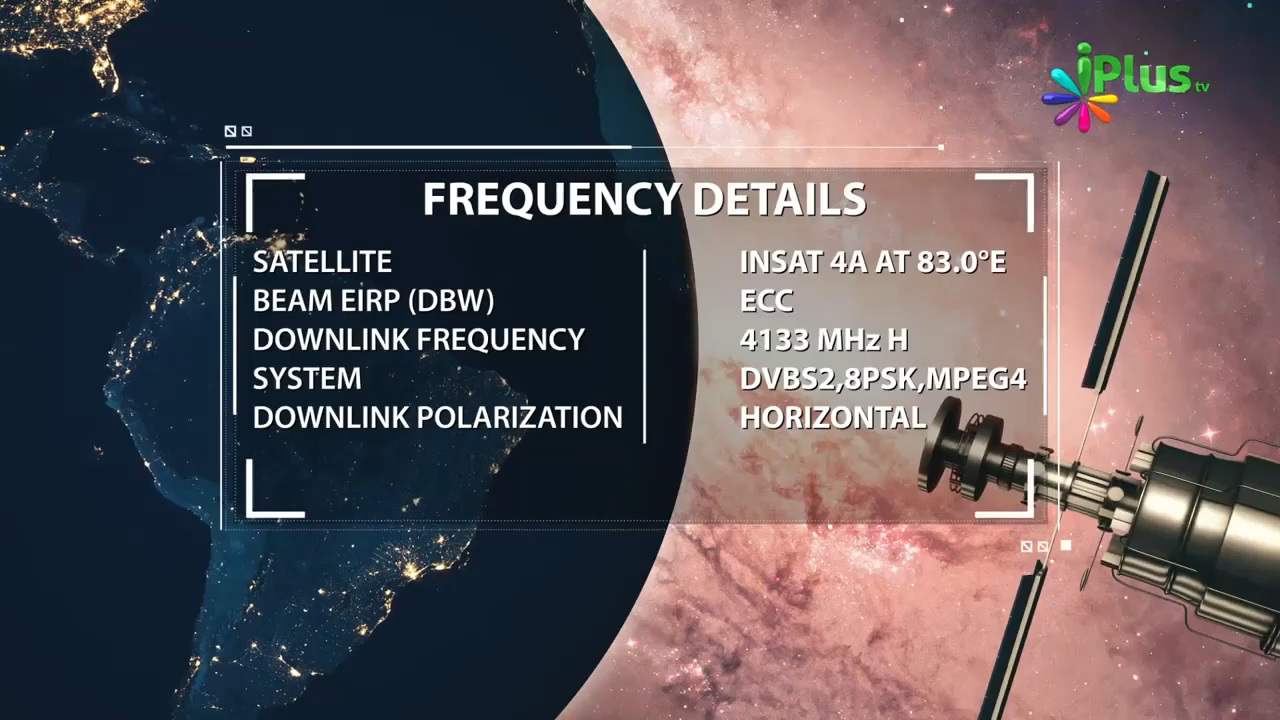 iPlus tv
FREQUENCY DETAILS
SATELLITE INSAT 4A AT 83.0°E
BEAM EIRP (DBW) ECC
DOWNLINK FREQUENCY 4133 MHz H
SYSTEM DVBS2,8PSK,MPEG4
DOWNLINK POLARIZATION HORIZONTAL